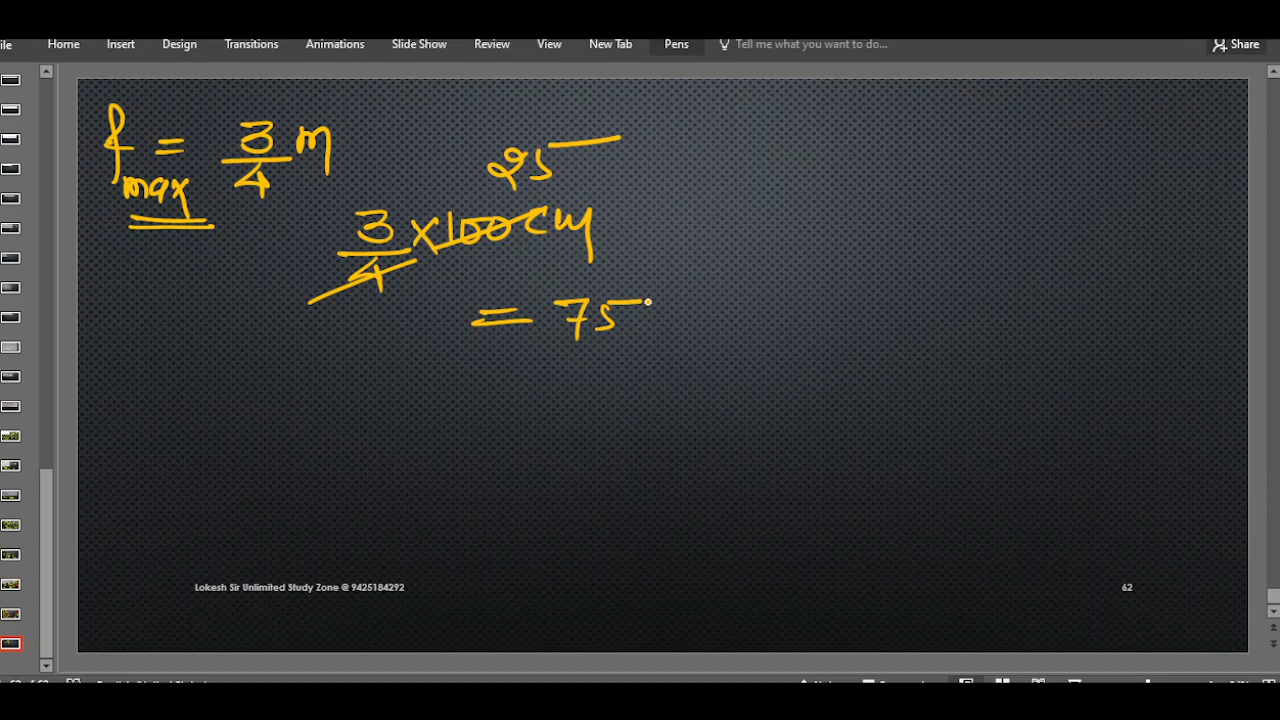 File Home Insert Design Transitions Animations Slide Show Review View New Tab Pens Tell me what you want to do... Share
f max = 3/4 m
25
3/4 × 100 cm
= 75
Lokesh Sir Unlimited Study Zone @ 9425184292 62